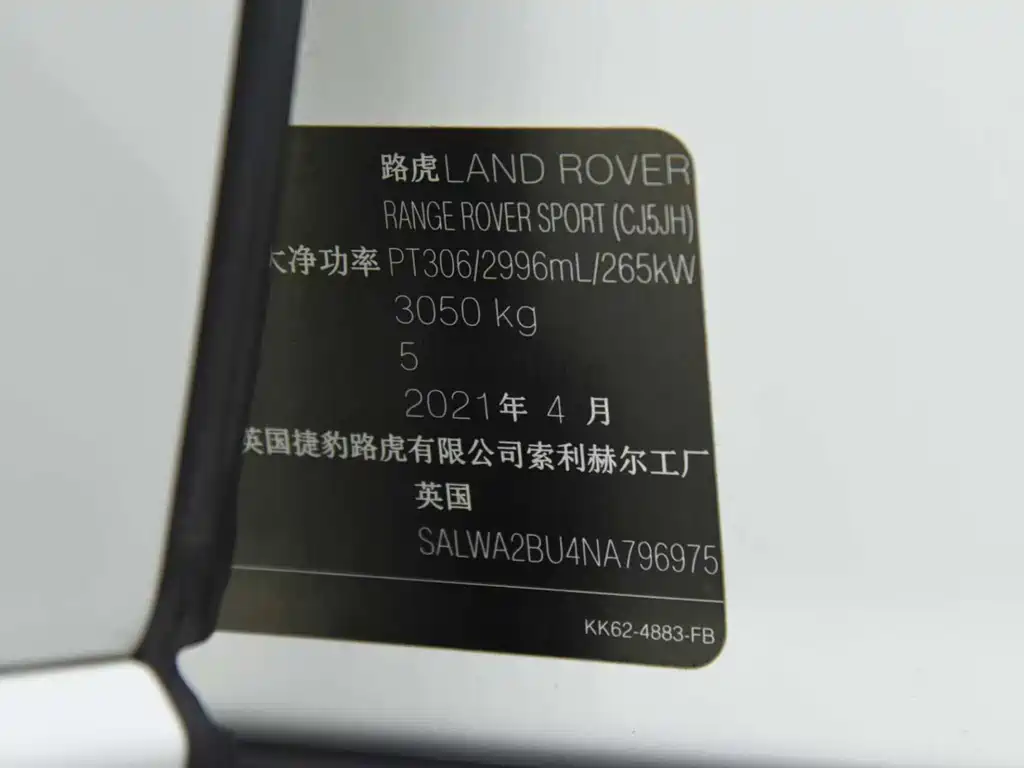 路虎LAND ROVER
RANGE ROVER SPORT (CJ5JH)
大净功率 PT306/2996mL/265kW
3050 kg
5
2021年 4 月
英国捷豹路虎有限公司索利赫尔工厂
英国
SALWA2BU4NA796975
KK62-4883-FB